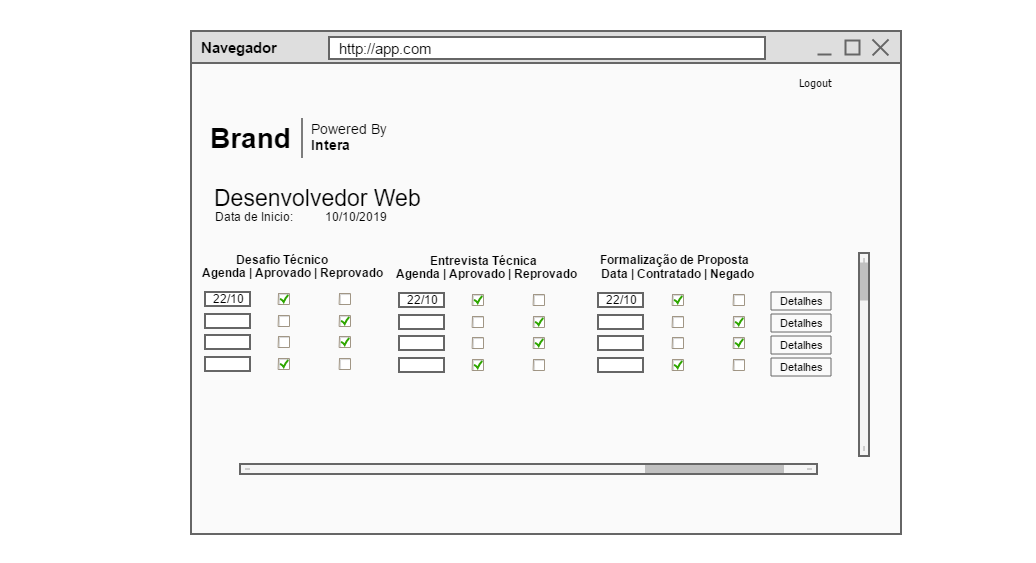 Navegador
http://app.com
Logout
Brand
Powered By
Intera
Desenvolvedor Web
Data de Inicio: 10/10/2019
Desafio Técnico
Agenda | Aprovado | Reprovado
Entrevista Técnica
Agenda | Aprovado | Reprovado
Formalização de Proposta
Data | Contratado | Negado
22/10 22/10 22/10 Detalhes
Detalhes
Detalhes
Detalhes